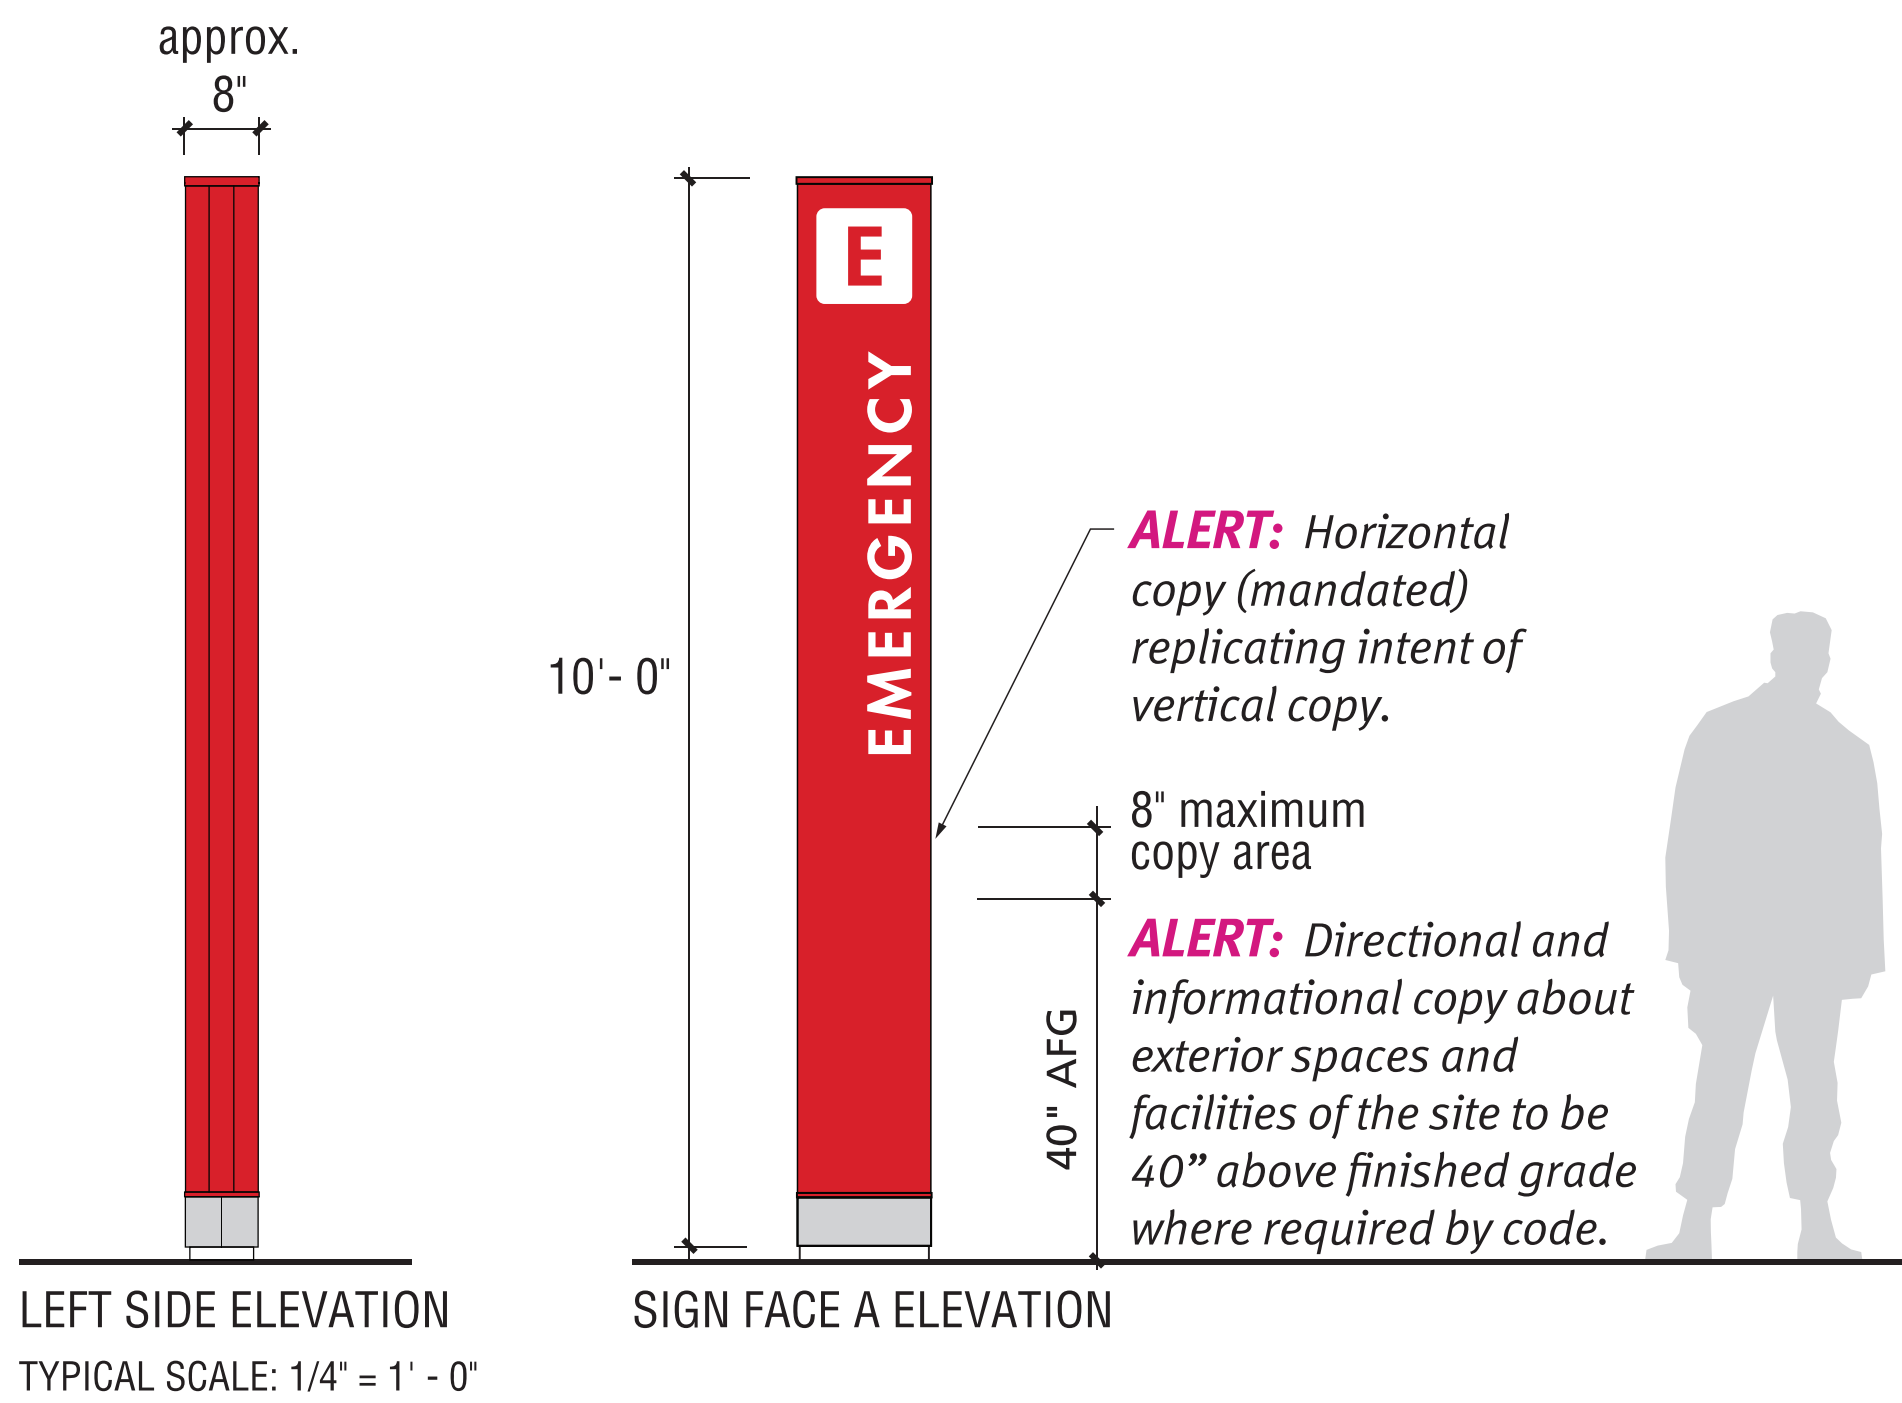 approx.
8"
E
EMERGENCY
10'- 0"
ALERT: Horizontal
copy (mandated)
replicating intent of
vertical copy.
8" maximum
copy area
40" AFG
ALERT: Directional and
informational copy about
exterior spaces and
facilities of the site to be
40” above finished grade
where required by code.
LEFT SIDE ELEVATION
TYPICAL SCALE: 1/4" = 1' - 0"
SIGN FACE A ELEVATION